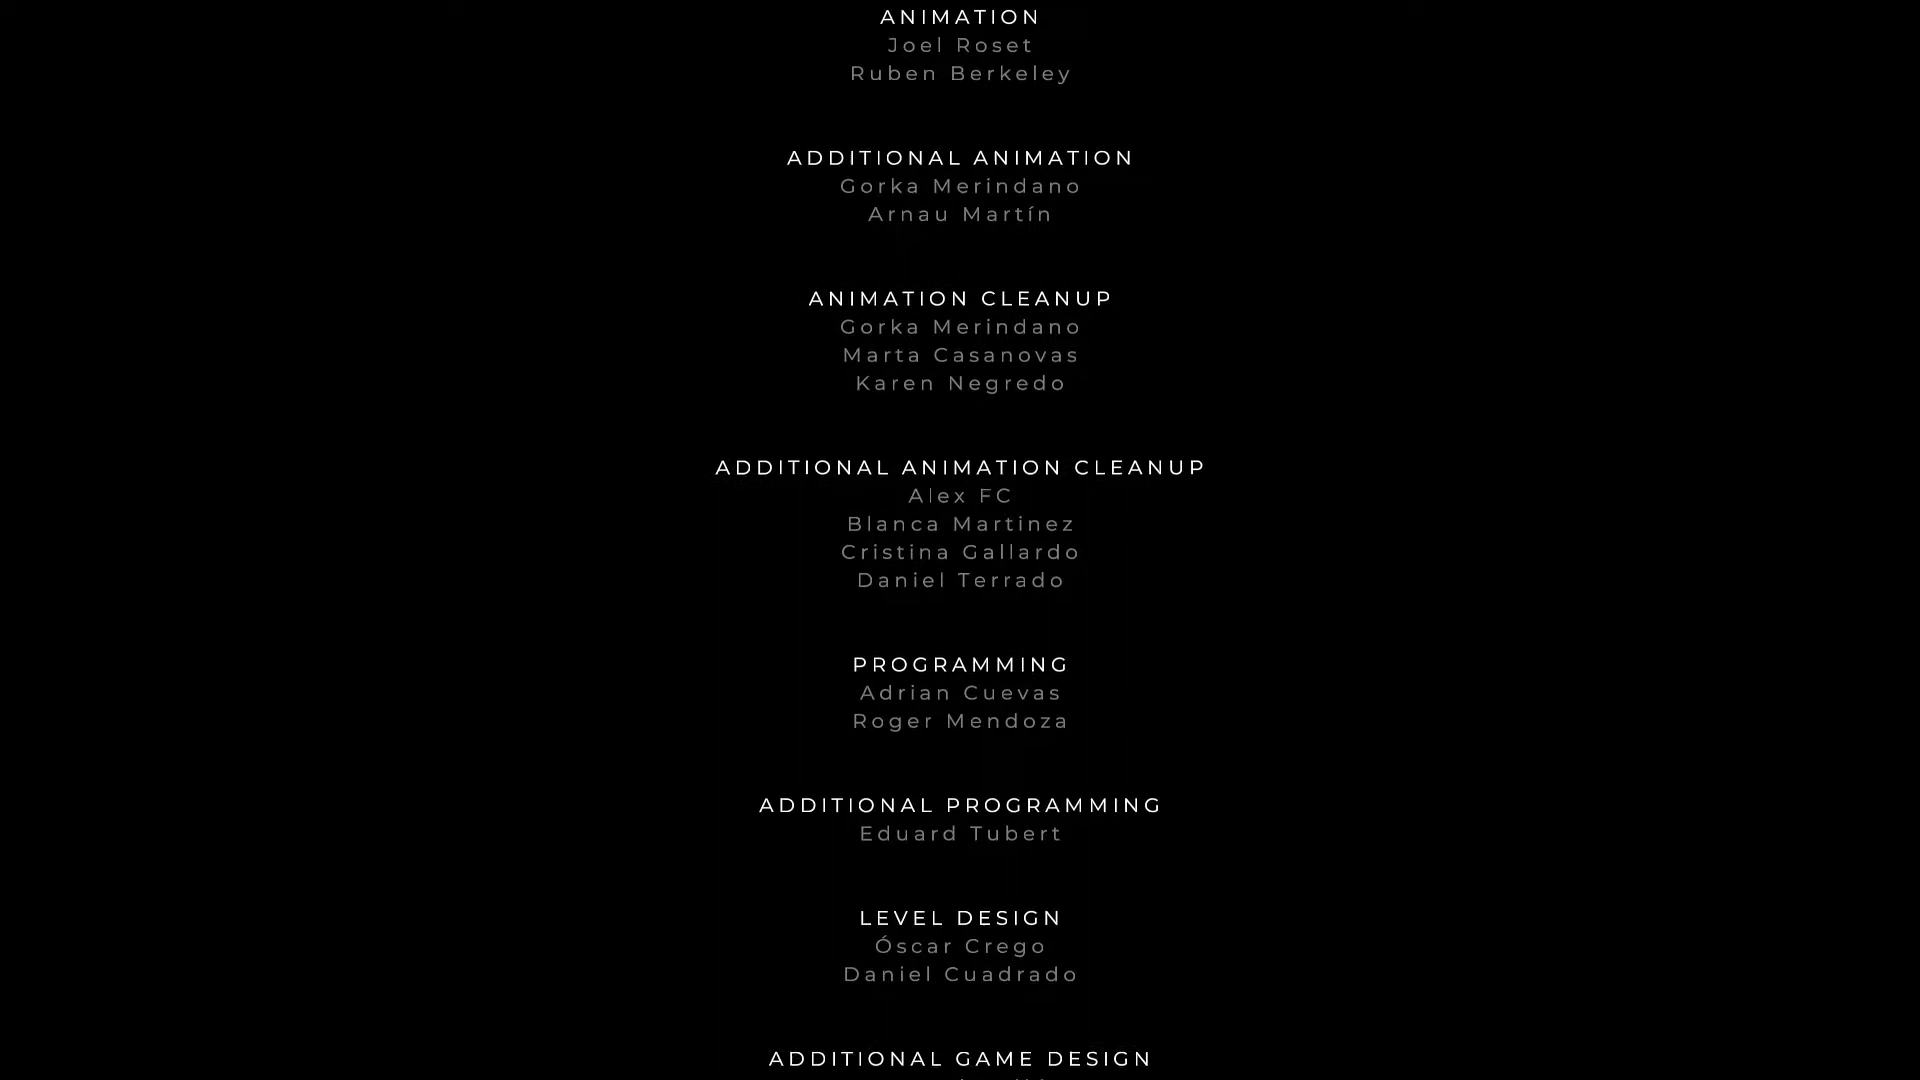 ANIMATION
Joel Roset
Ruben Berkeley
ADDITIONAL ANIMATION
Gorka Merindano
Arnau Martín
ANIMATION CLEANUP
Gorka Merindano
Marta Casanovas
Karen Negredo
ADDITIONAL ANIMATION CLEANUP
Alex FC
Blanca Martinez
Cristina Gallardo
Daniel Terrado
PROGRAMMING
Adrian Cuevas
Roger Mendoza
ADDITIONAL PROGRAMMING
Eduard Tubert
LEVEL DESIGN
Óscar Crego
Daniel Cuadrado
ADDITIONAL GAME DESIGN